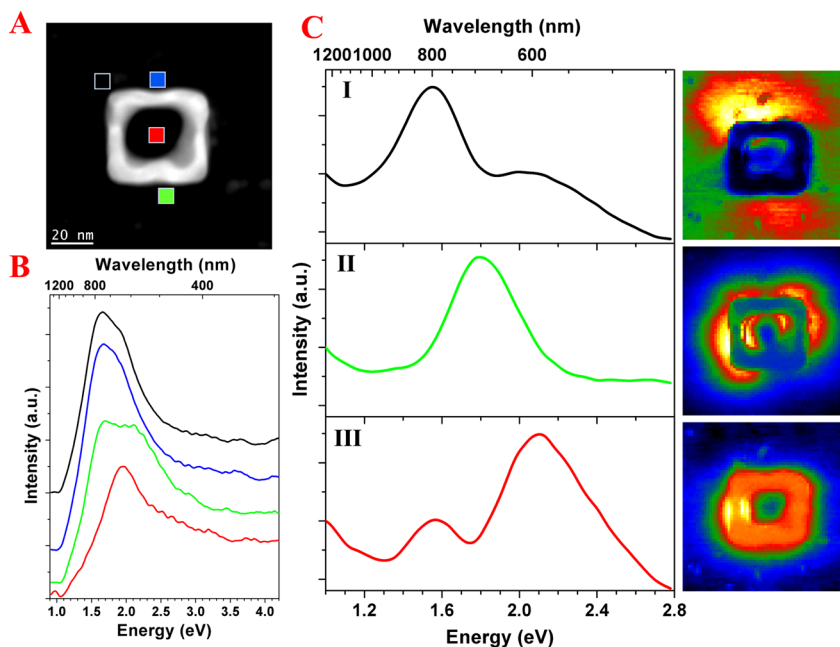 A
20 nm
B
Wavelength (nm)
1200 800 400
Intensity (a.u.)
1.0 1.5 2.0 2.5 3.0 3.5 4.0
Energy (eV)
C
Wavelength (nm)
1200 1000 800 600
I
II
III
Intensity (a.u.)
1.2 1.6 2.0 2.4 2.8
Energy (eV)